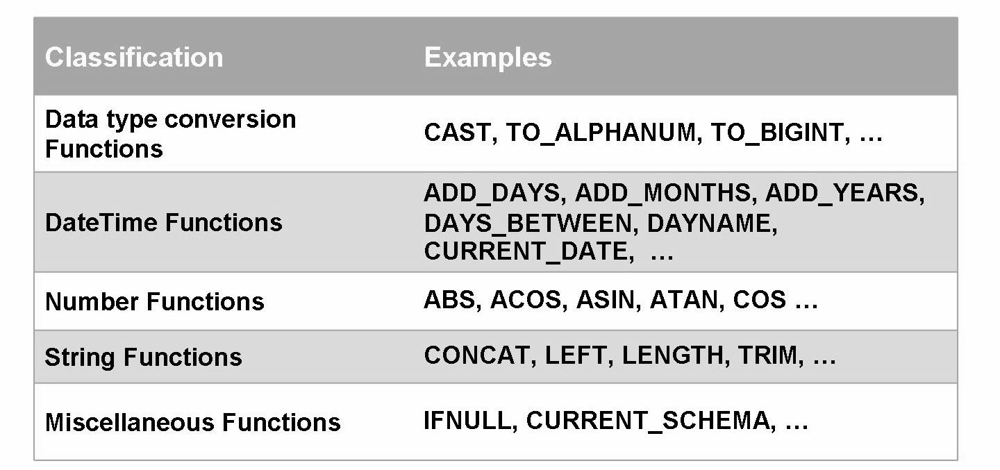 Classification Examples
Data type conversion
Functions
CAST, TO_ALPHANUM, TO_BIGINT, …
DateTime Functions
ADD_DAYS, ADD_MONTHS, ADD_YEARS,
DAYS_BETWEEN, DAYNAME,
CURRENT_DATE,  …
Number Functions
ABS, ACOS, ASIN, ATAN, COS …
String Functions
CONCAT, LEFT, LENGTH, TRIM, …
Miscellaneous Functions
IFNULL, CURRENT_SCHEMA, …